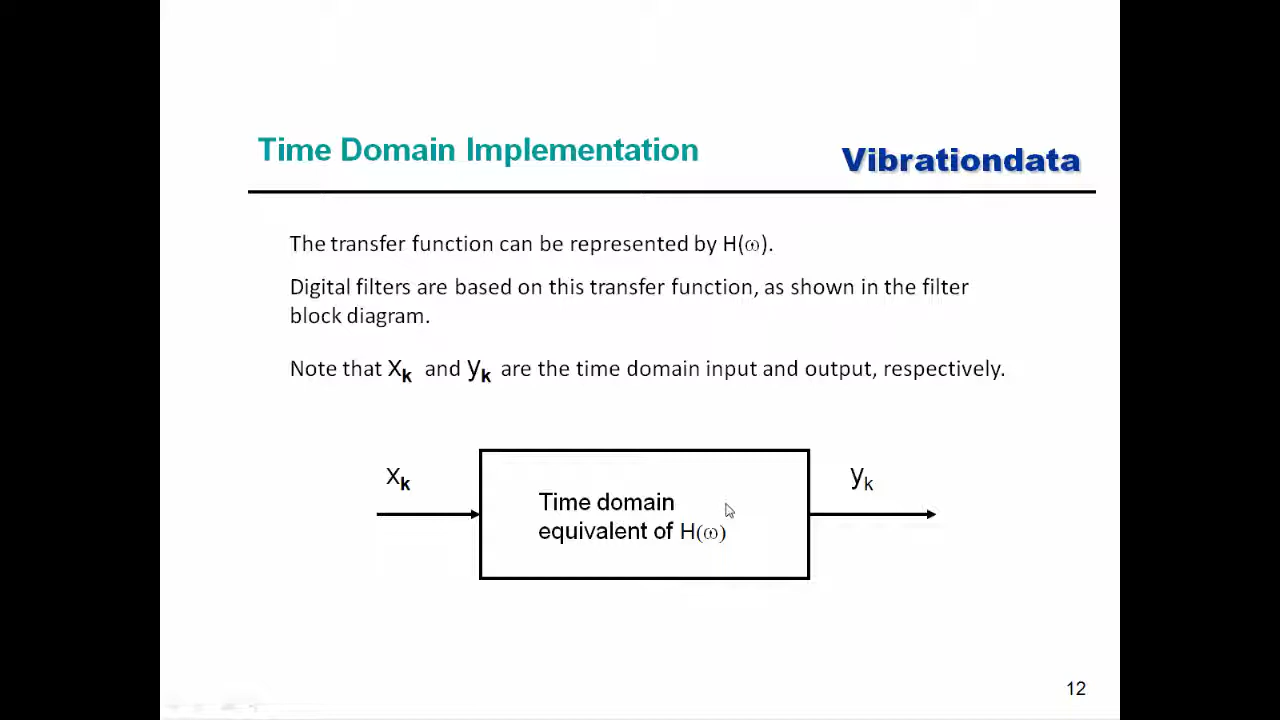 Time Domain Implementation
Vibrationdata
The transfer function can be represented by H(ω).
Digital filters are based on this transfer function, as shown in the filter
block diagram.
Note that xk and yk are the time domain input and output, respectively.
xk
yk
Time domain
equivalent of H(ω)
12